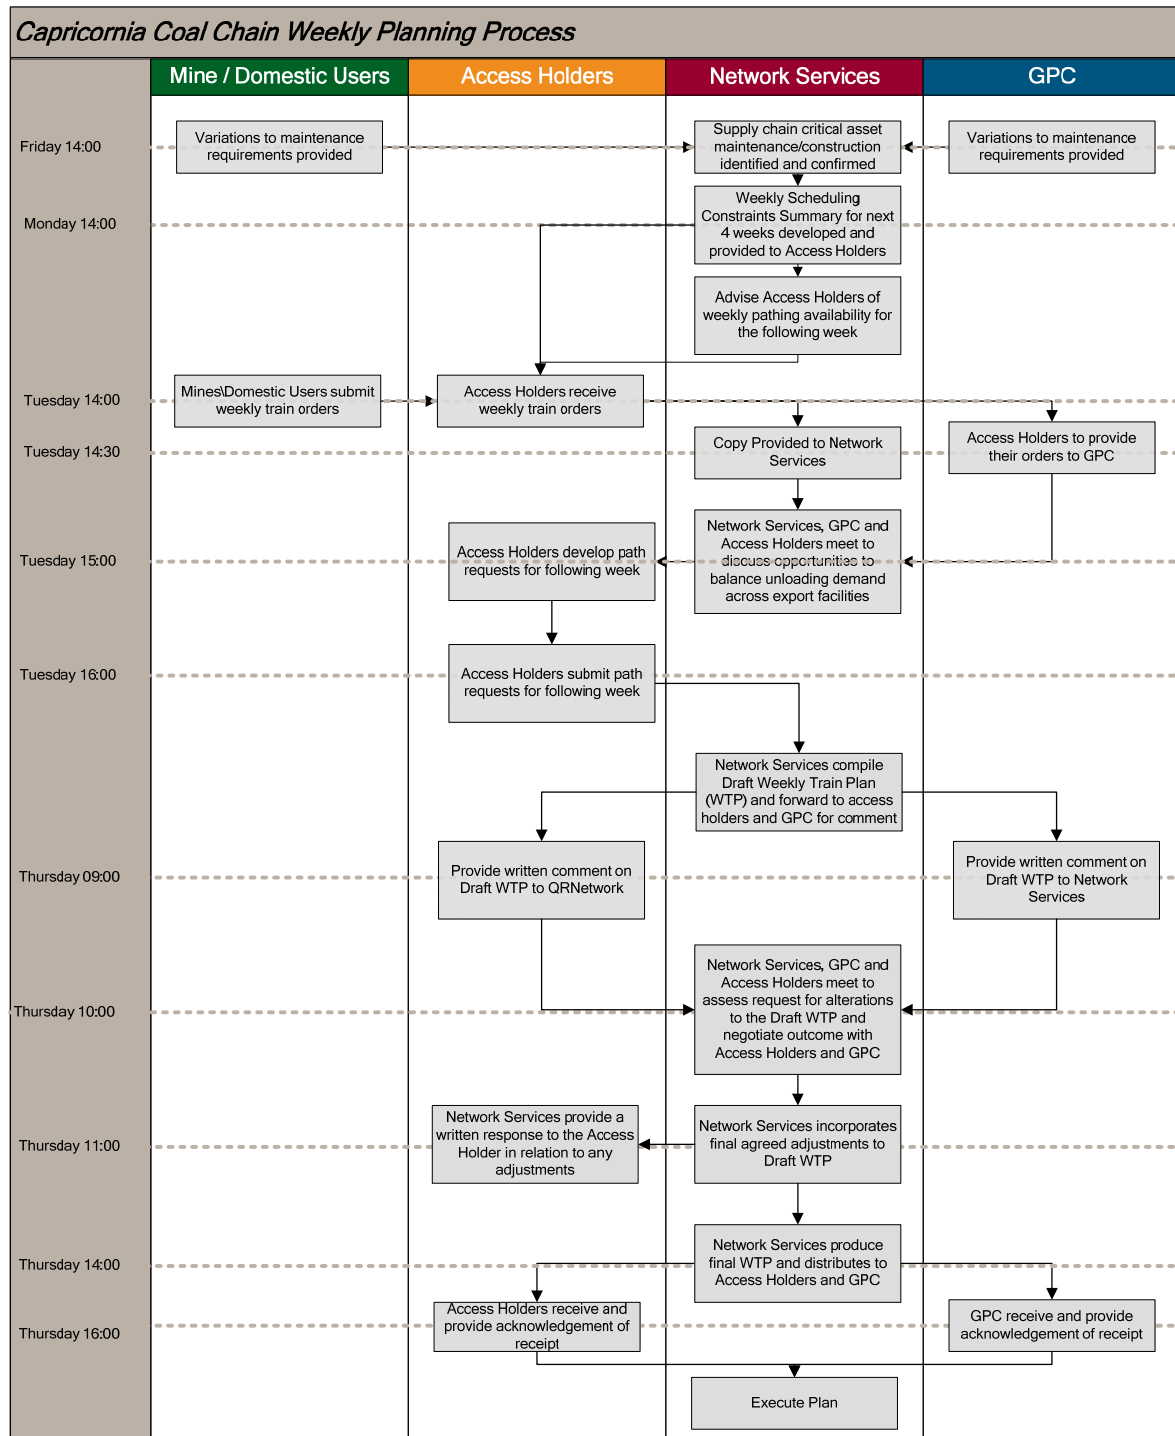 Capricornia Coal Chain Weekly Planning Process
Mine / Domestic Users
Access Holders
Network Services
GPC
Friday 14:00
Variations to maintenance
requirements provided
Supply chain critical asset
maintenance/construction
identified and confirmed
Variations to maintenance
requirements provided
Monday 14:00
Weekly Scheduling
Constraints Summary for next
4 weeks developed and
provided to Access Holders
Advise Access Holders of
weekly pathing availability for
the following week
Tuesday 14:00
Mines\Domestic Users submit
weekly train orders
Access Holders receive
weekly train orders
Tuesday 14:30
Copy Provided to Network
Services
Access Holders to provide
their orders to GPC
Tuesday 15:00
Access Holders develop path
requests for following week
Network Services, GPC and
Access Holders meet to
discuss opportunities to
balance unloading demand
across export facilities
Tuesday 16:00
Access Holders submit path
requests for following week
Network Services compile
Draft Weekly Train Plan
(WTP) and forward to access
holders and GPC for comment
Thursday 09:00
Provide written comment on
Draft WTP to QRNetwork
Provide written comment on
Draft WTP to Network
Services
Thursday 10:00
Network Services, GPC and
Access Holders meet to
assess request for alterations
to the Draft WTP and
negotiate outcome with
Access Holders and GPC
Thursday 11:00
Network Services provide a
written response to the Access
Holder in relation to any
adjustments
Network Services incorporates
final agreed adjustments to
Draft WTP
Thursday 14:00
Network Services produce
final WTP and distributes to
Access Holders and GPC
Thursday 16:00
Access Holders receive and
provide acknowledgement of
receipt
GPC receive and provide
acknowledgement of receipt
Execute Plan